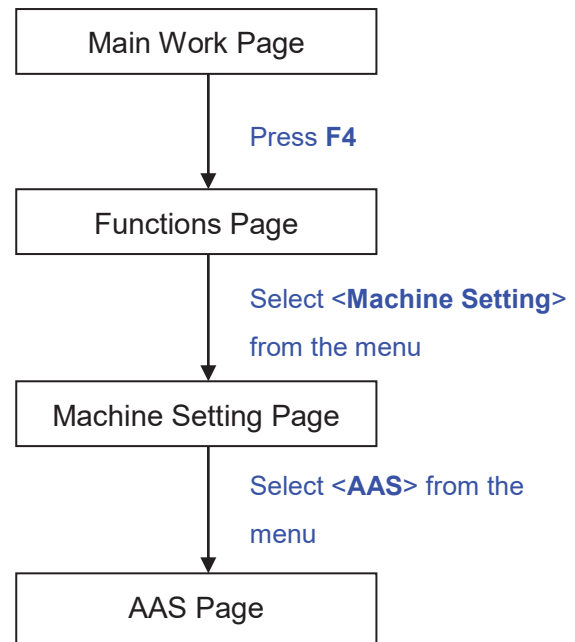 Main Work Page
Press F4
Functions Page
Select <Machine Setting>
from the menu
Machine Setting Page
Select <AAS> from the
menu
AAS Page